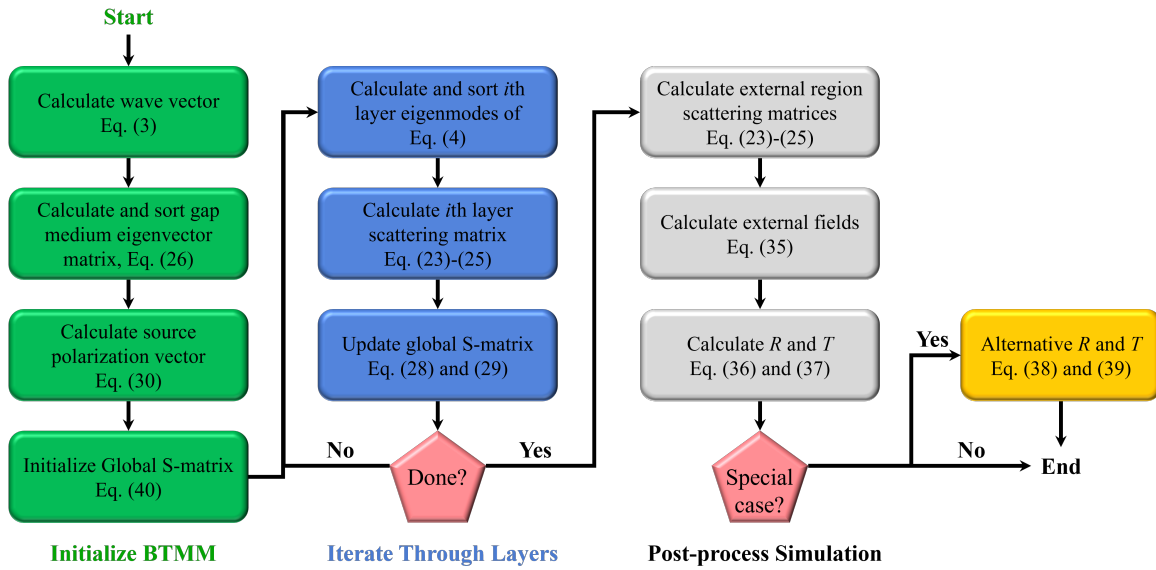 Start
Calculate wave vector
Eq. (3)
Calculate and sort gap
medium eigenvector
matrix, Eq. (26)
Calculate source
polarization vector
Eq. (30)
Initialize Global S-matrix
Eq. (40)
Initialize BTMM
Calculate and sort ith
layer eigenmodes of
Eq. (4)
Calculate ith layer
scattering matrix
Eq. (23)-(25)
Update global S-matrix
Eq. (28) and (29)
No
Done?
Yes
Iterate Through Layers
Calculate external region
scattering matrices
Eq. (23)-(25)
Calculate external fields
Eq. (35)
Calculate R and T
Eq. (36) and (37)
Special
case?
Post-process Simulation
Yes
Alternative R and T
Eq. (38) and (39)
No
End